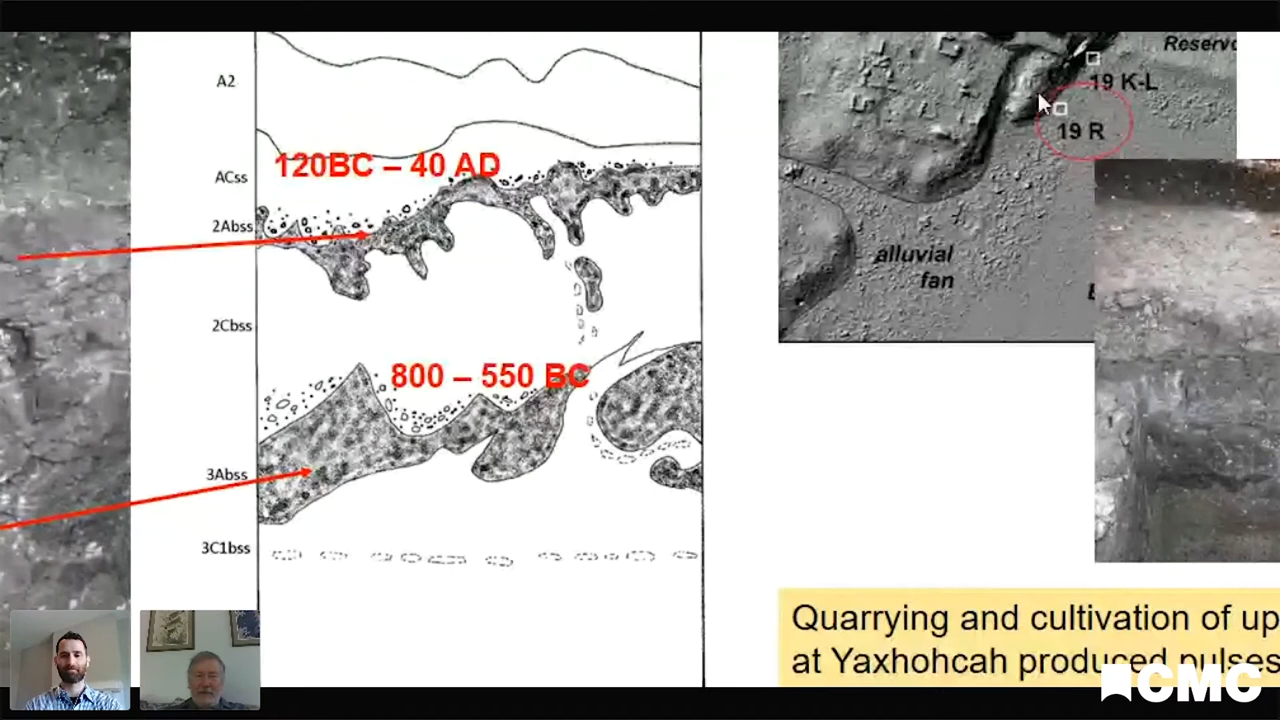 A2
120BC – 40 AD
ACss
2Abss
2Cbss
800 – 550 BC
3Abss
3C1bss
19 K-L
19 R
alluvial
fan
Quarrying and cultivation of up
at Yaxhohcah produced pulses
CMC